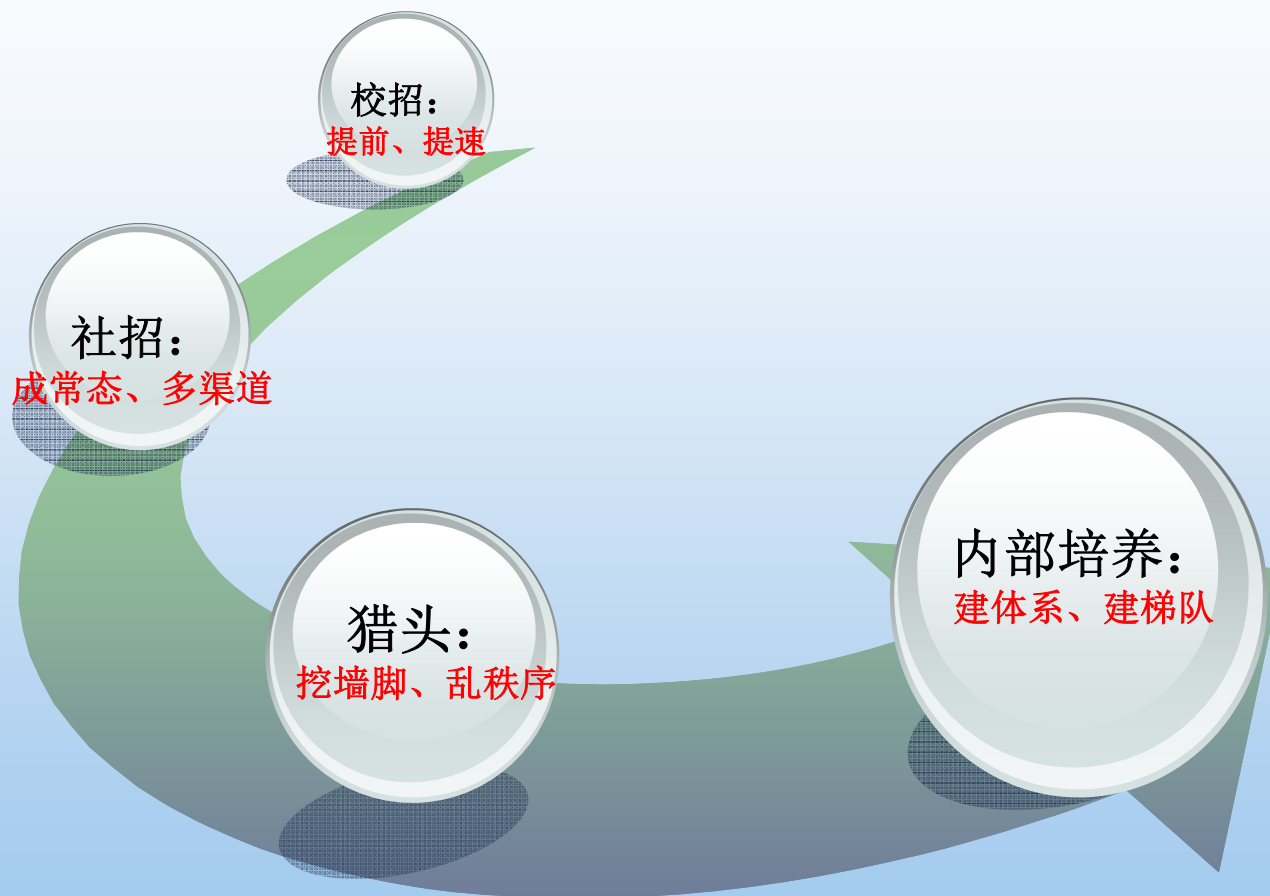 校招：
提前、提速
社招：
成常态、多渠道
猎头：
挖墙脚、乱秩序
内部培养：
建体系、建梯队